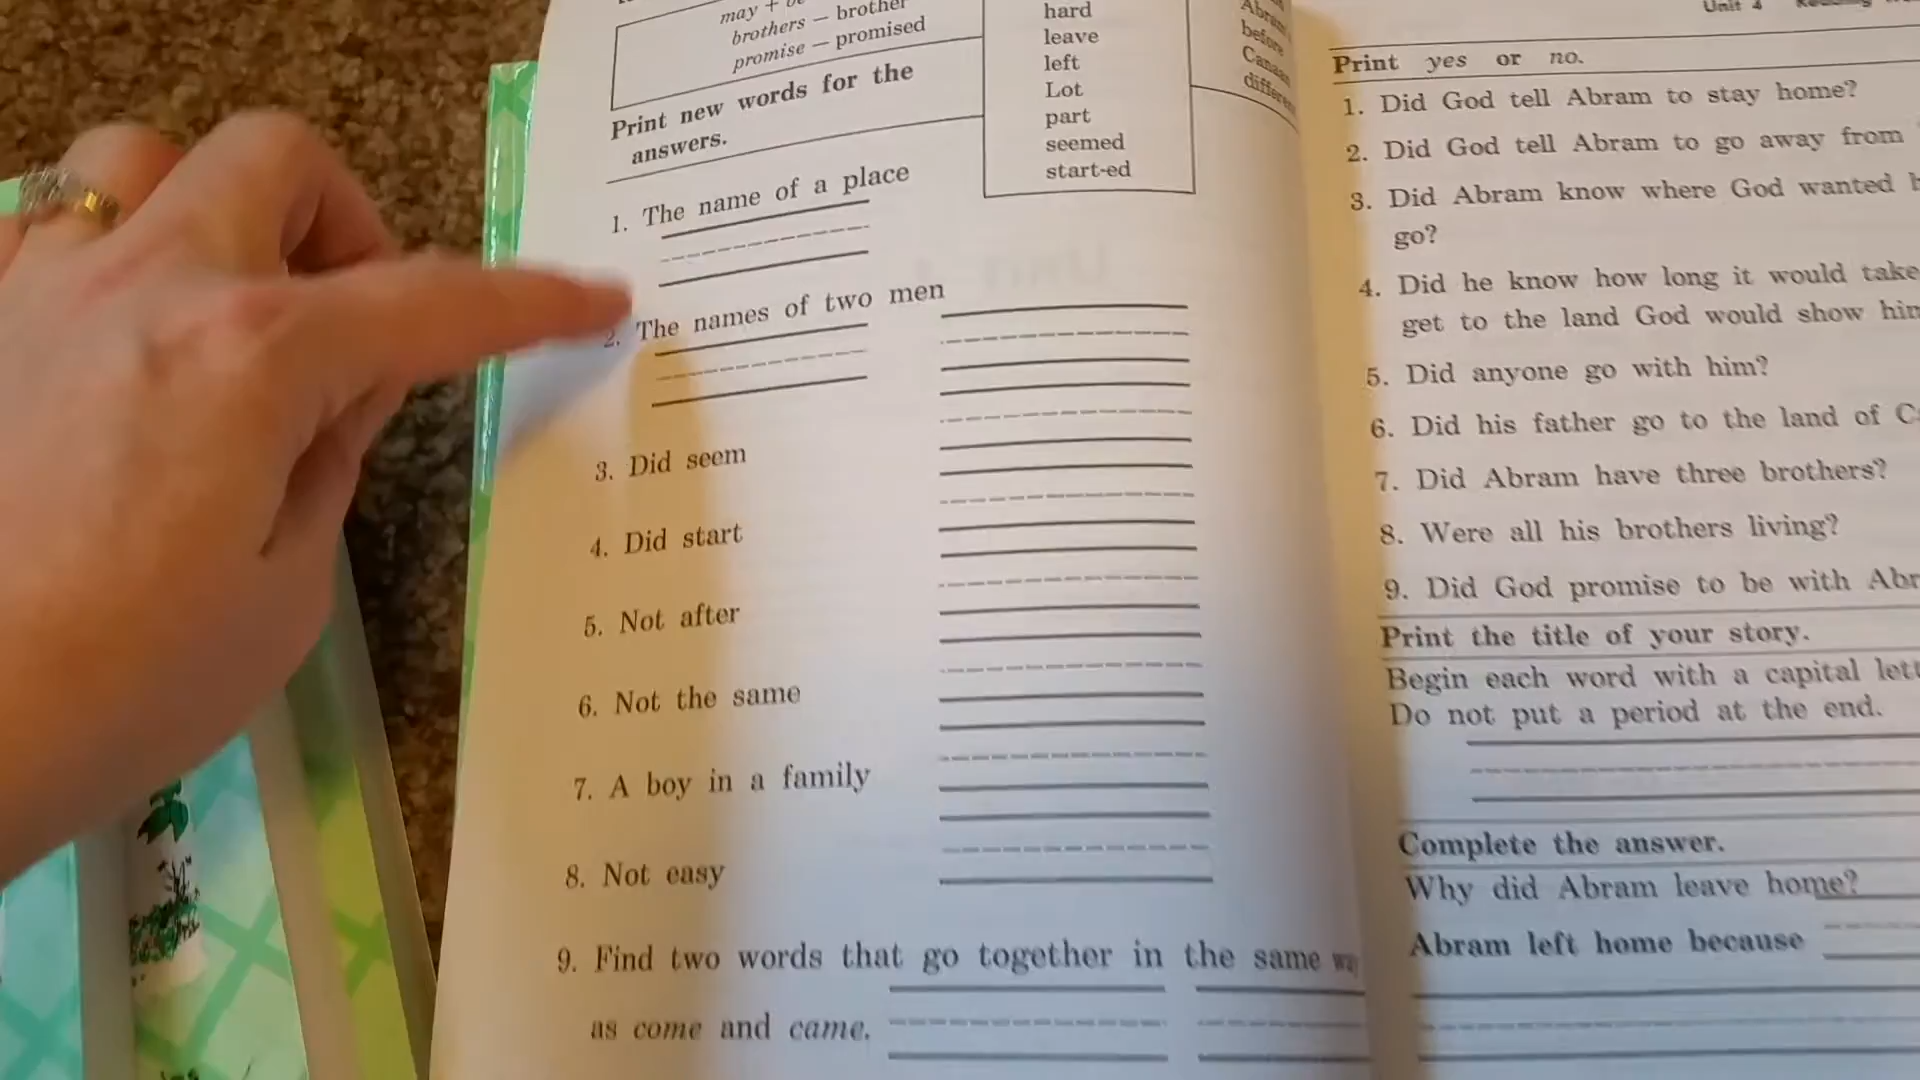 may +
brothers — brother
promise — promised
Print new words for the
answers.
hard
leave
left
Lot
part
seemed
start-ed
Abram
before
Canaan
different
1. The name of a place
2. The names of two men
3. Did seem
4. Did start
5. Not after
6. Not the same
7. A boy in a family
8. Not easy
9. Find two words that go together in the same way
as come and came.
Unit 4 Reading
Print yes or no.
1. Did God tell Abram to stay home?
2. Did God tell Abram to go away from
3. Did Abram know where God wanted
go?
4. Did he know how long it would take
get to the land God would show him
5. Did anyone go with him?
6. Did his father go to the land of
7. Did Abram have three brothers?
8. Were all his brothers living?
9. Did God promise to be with Abr
Print the title of your story.
Begin each word with a capital lett
Do not put a period at the end.
Complete the answer.
Why did Abram leave home?
Abram left home because